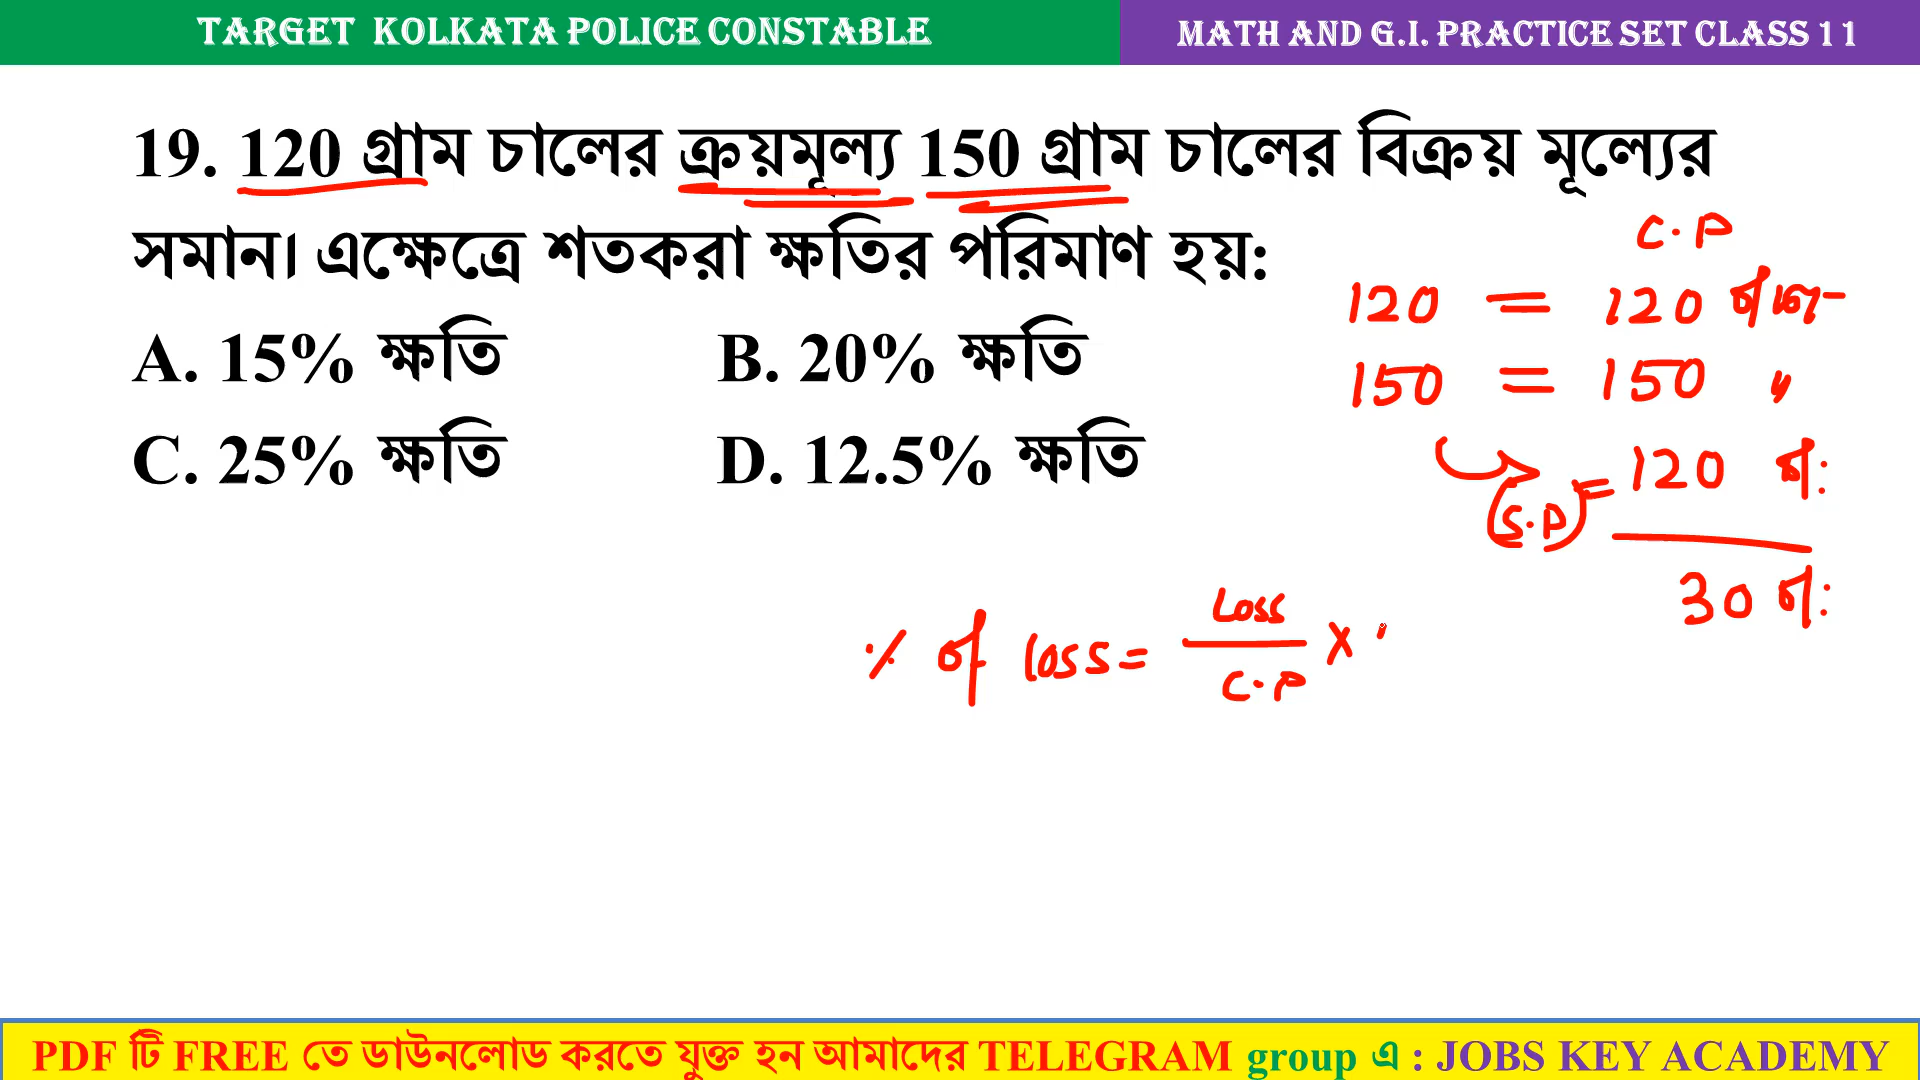 TARGET KOLKATA POLICE CONSTABLE
MATH AND G.I. PRACTICE SET CLASS 11
19. 120 গ্রাম চালের ক্রয়মূল্য 150 গ্রাম চালের বিক্রয় মূল্যের
সমান। এক্ষেত্রে শতকরা ক্ষতির পরিমাণ হয়:
A. 15% ক্ষতি B. 20% ক্ষতি
C. 25% ক্ষতি D. 12.5% ক্ষতি
C.P
120 = 120
150 = 150 "
(S.P) = 120
30
% of Loss = Loss / C.P ×
PDF টি FREE তে ডাউনলোড করতে যুক্ত হন আমাদের TELEGRAM group এ : JOBS KEY ACADEMY